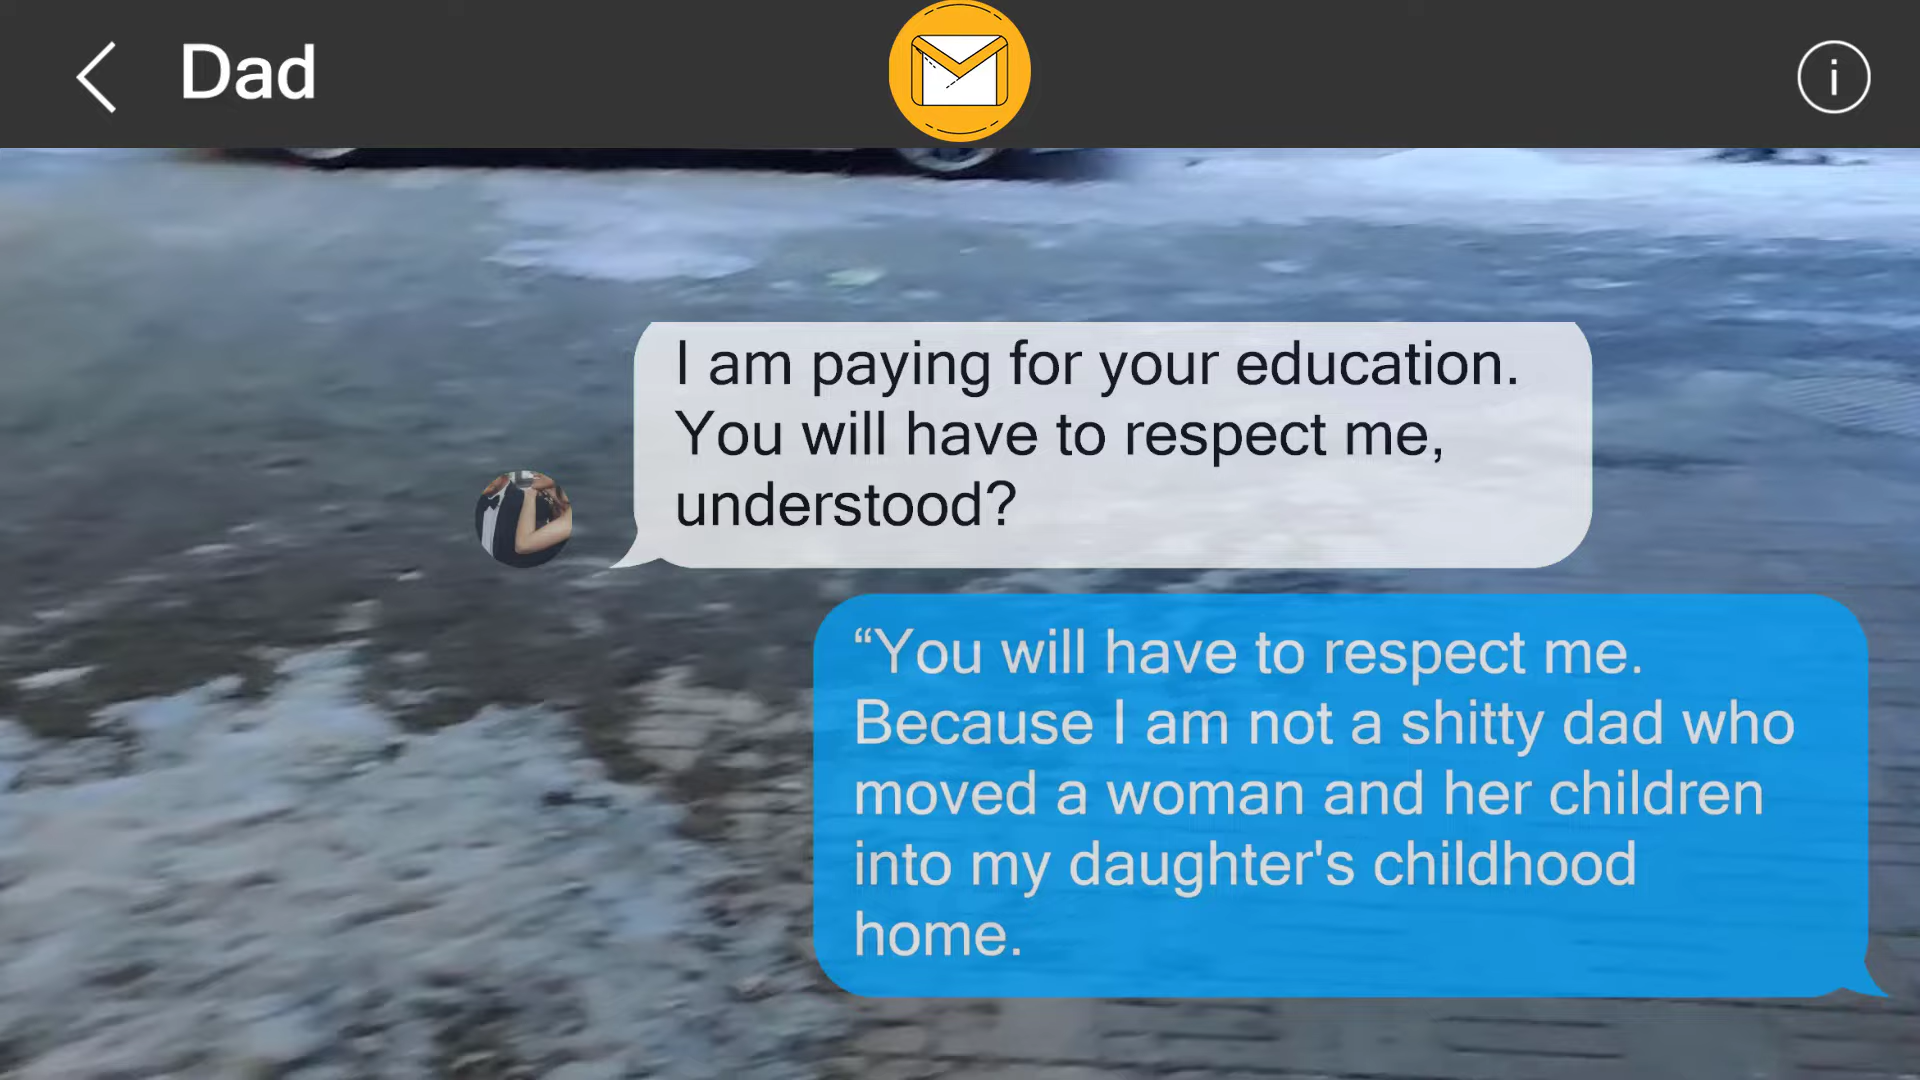 Dad
I am paying for your education.
You will have to respect me,
understood?
“You will have to respect me.
Because I am not a shitty dad who
moved a woman and her children
into my daughter's childhood
home.